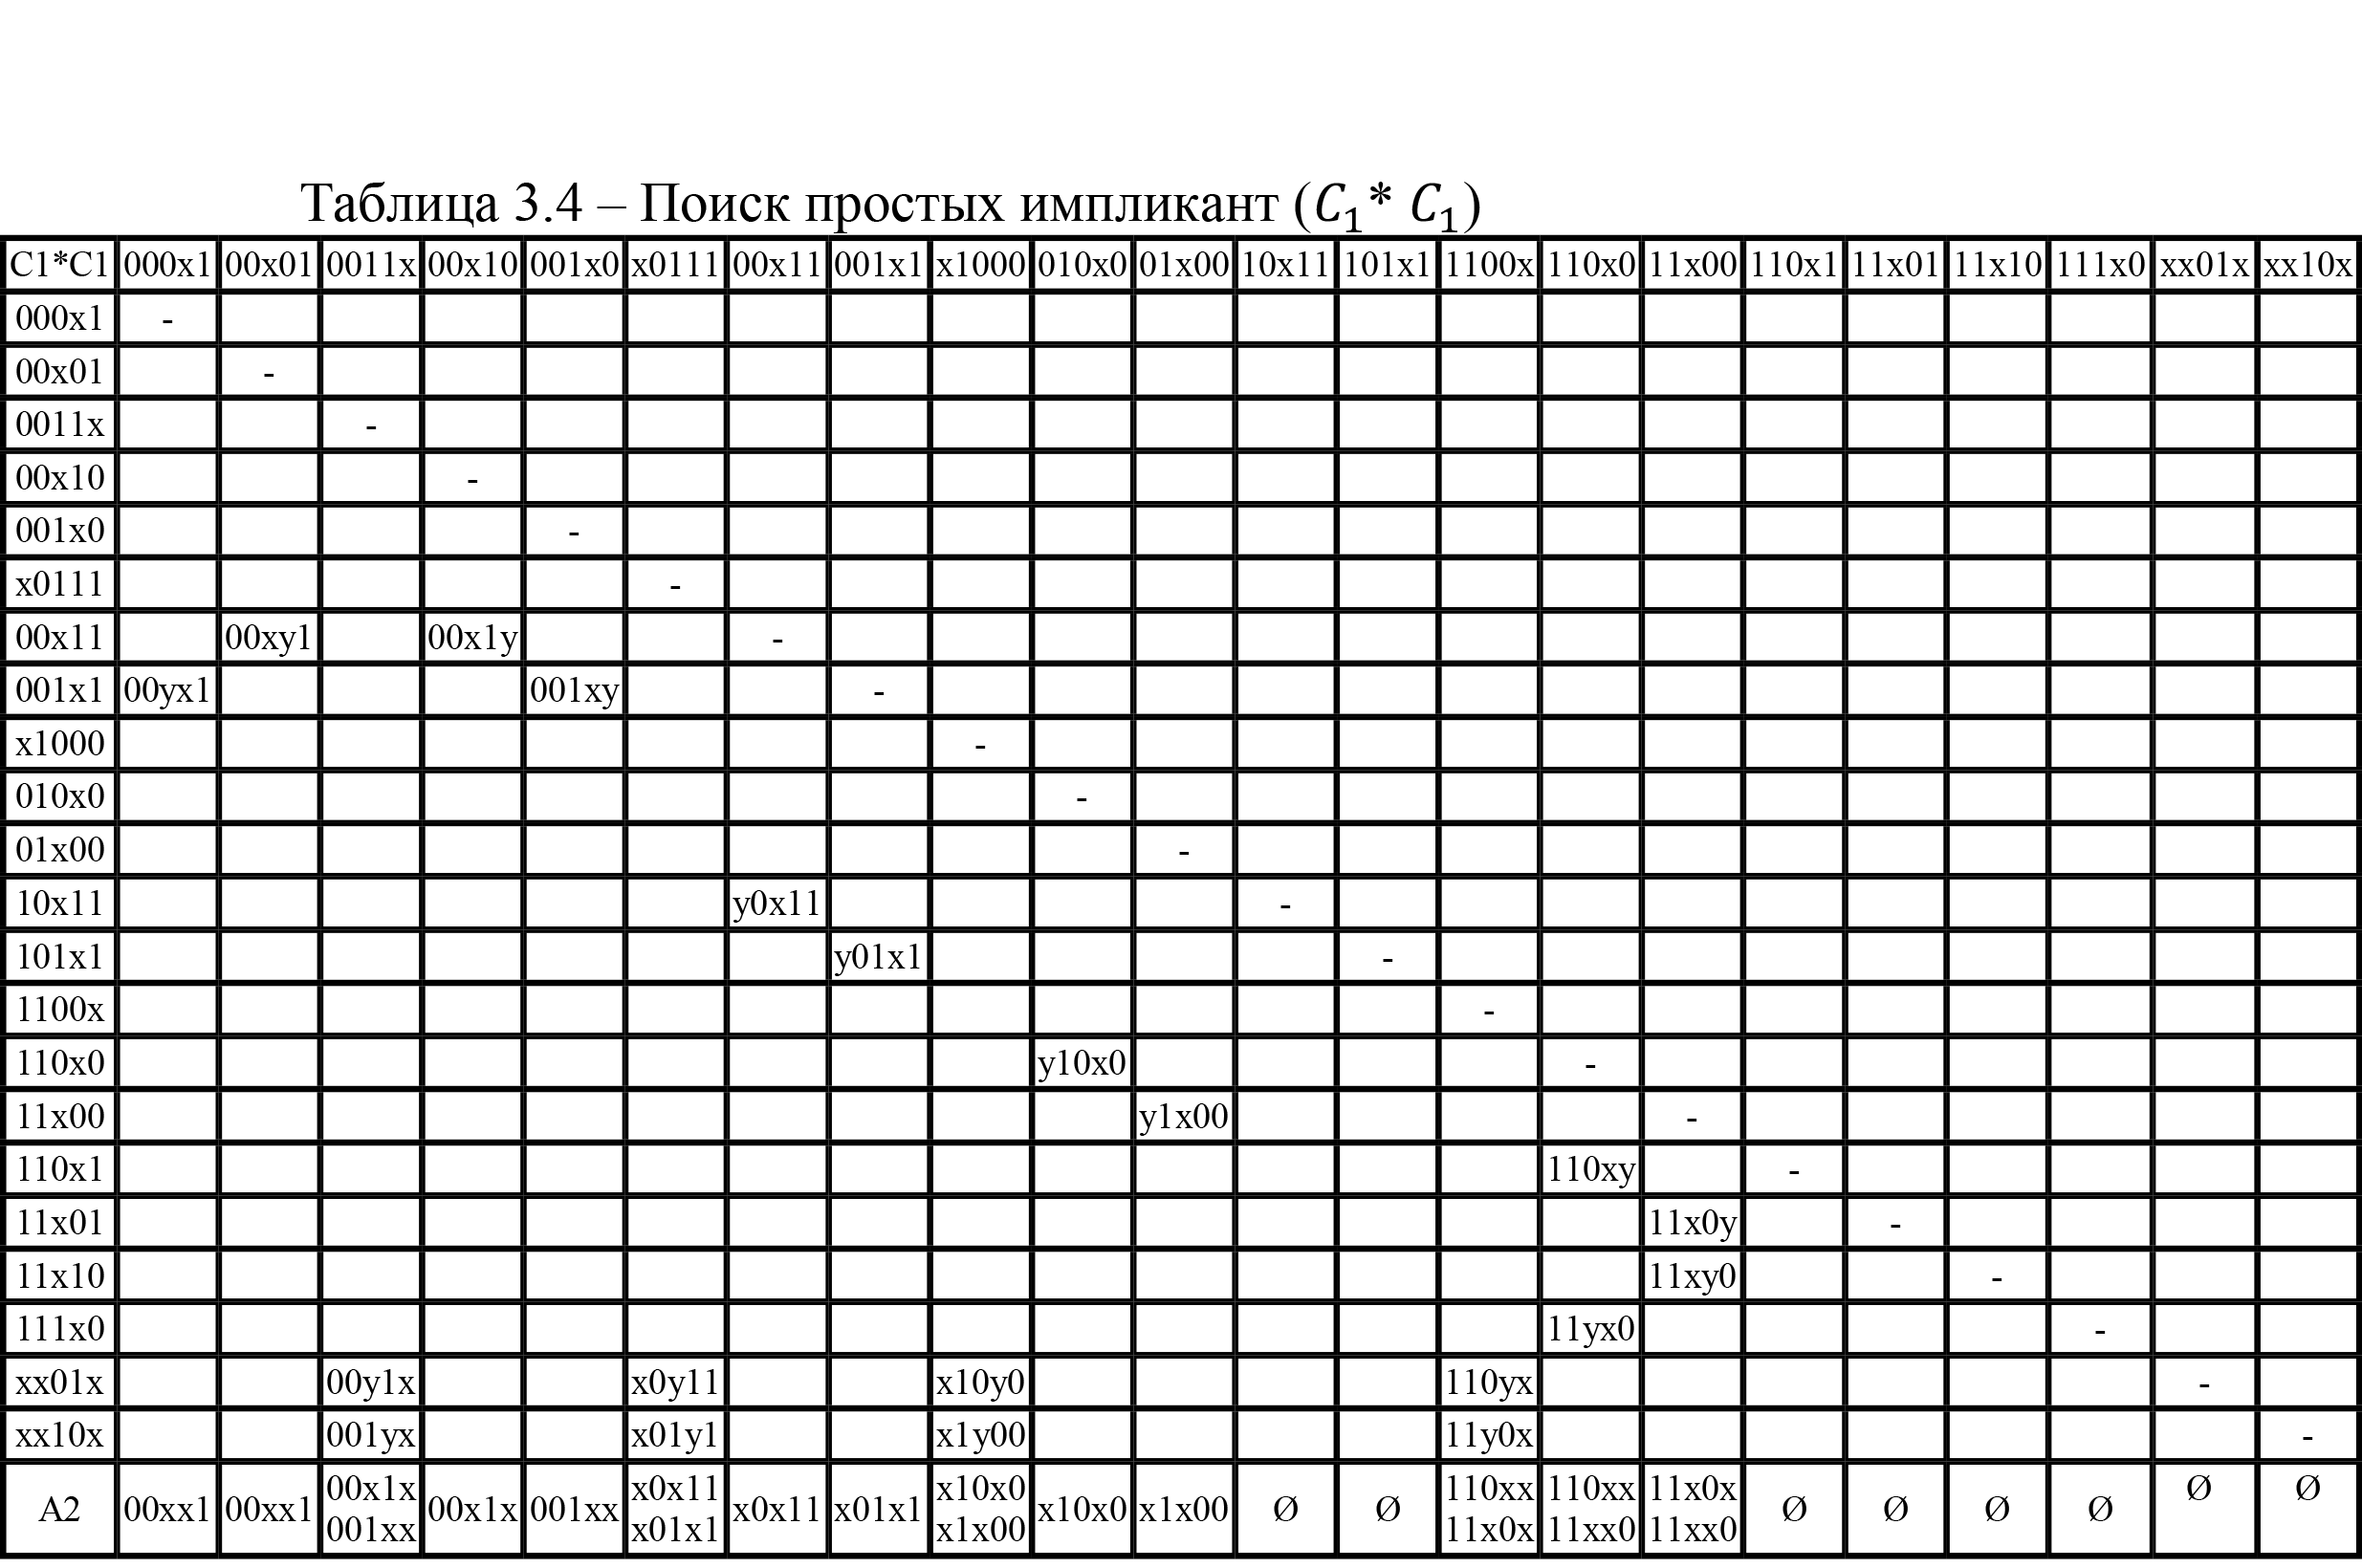 Таблица 3.4 – Поиск простых импликант (𝐶₁* 𝐶₁)
C1*C1 000x1 00x01 0011x 00x10 001x0 x0111 00x11 001x1 x1000 010x0 01x00 10x11 101x1 1100x 110x0 11x00 110x1 11x01 11x10 111x0 xx01x xx10x
000x1 -
00x01 -
0011x -
00x10 -
001x0 -
x0111 -
00x11 00xy1 00x1y -
001x1 00yx1 001xy -
x1000 -
010x0 -
01x00 -
10x11 y0x11 -
101x1 y01x1 -
1100x -
110x0 y10x0 -
11x00 y1x00 -
110x1 110xy -
11x01 11x0y -
11x10 11xy0 -
111x0 11yx0 -
xx01x 00y1x x0y11 x10y0 110yx -
xx10x 001yx x01y1 x1y00 11y0x -
A2 00xx1 00xx1 00x1x 00x1x 001xx x0x11 x0x11 x01x1 x10x0 x10x0 x1x00 Ø Ø 110xx 110xx 11x0x Ø Ø Ø Ø Ø Ø
001xx x01x1 x1x00 11x0x 11xx0 11xx0